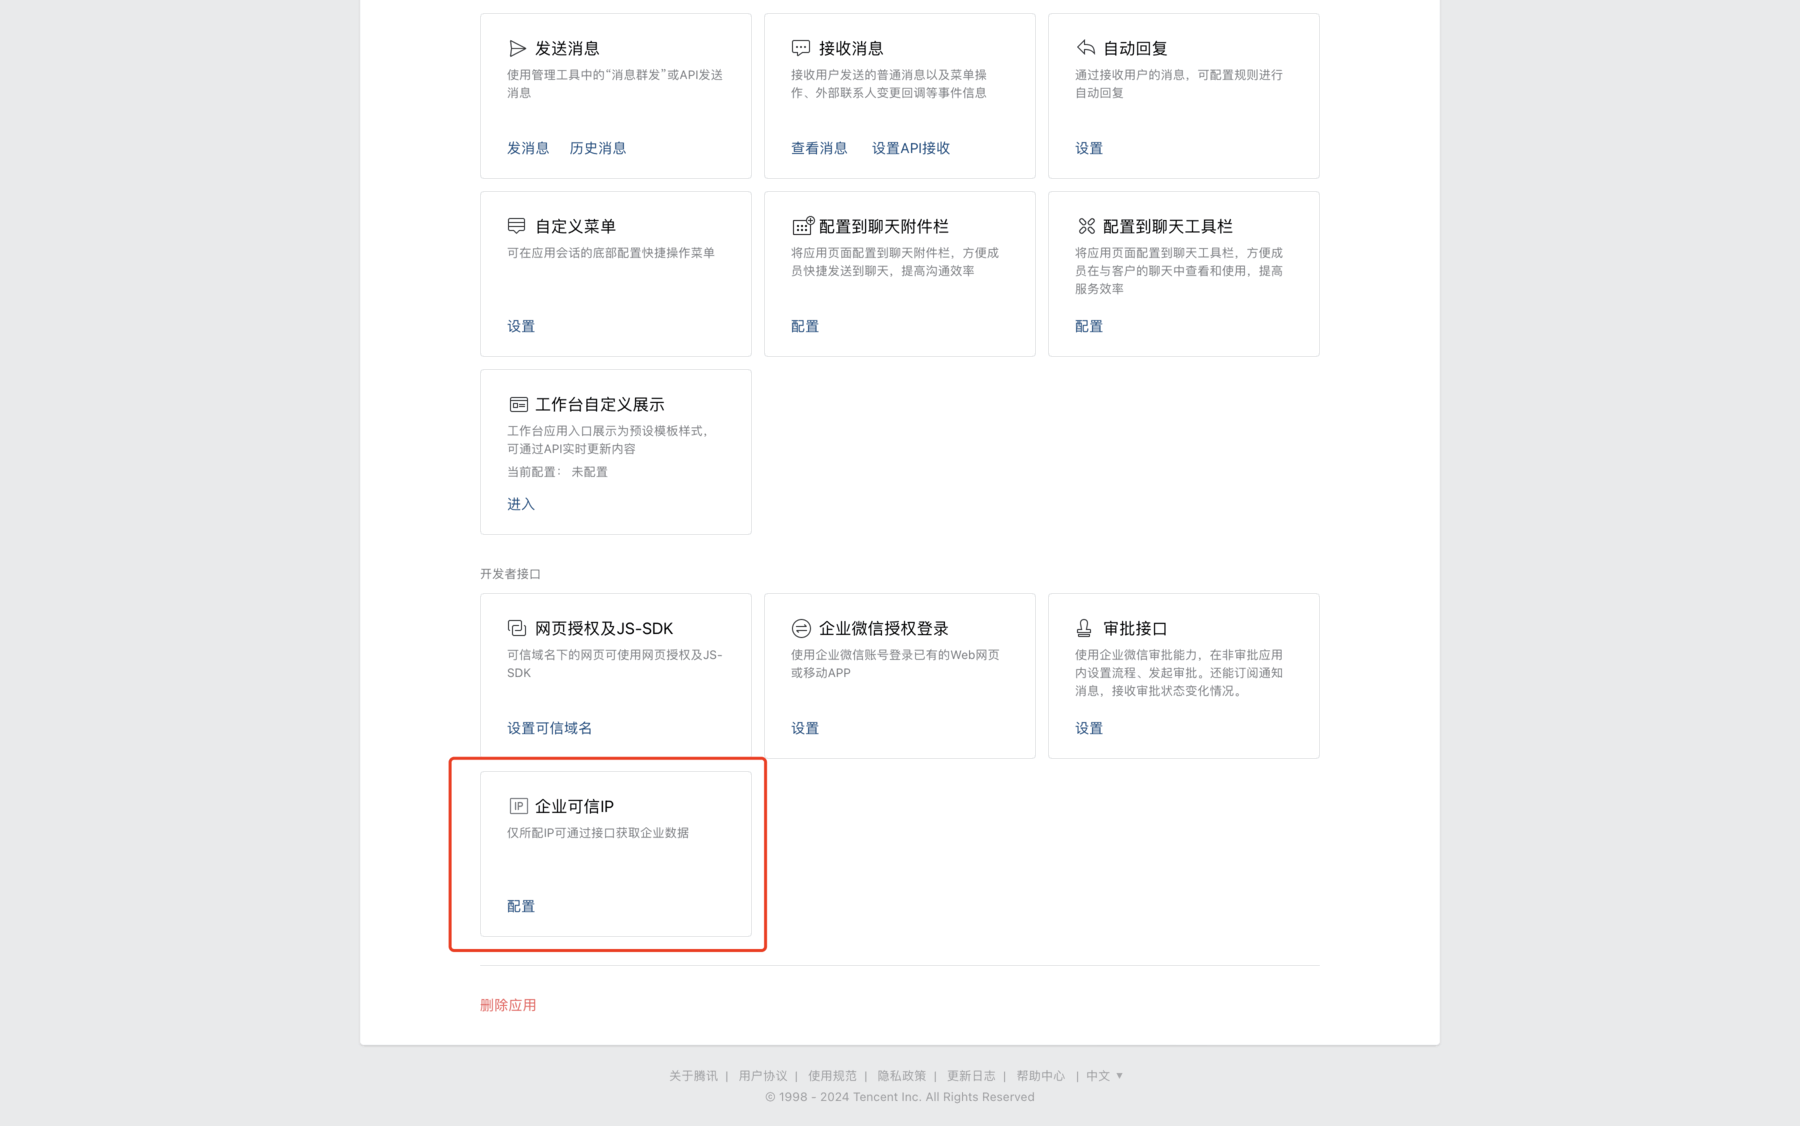 发送消息
使用管理工具中的“消息群发”或API发送
消息
发消息 历史消息
接收消息
接收用户发送的普通消息以及菜单操
作、外部联系人变更回调等事件信息
查看消息 设置API接收
自动回复
通过接收用户的消息，可配置规则进行
自动回复
设置
自定义菜单
可在应用会话的底部配置快捷操作菜单
设置
配置到聊天附件栏
将应用页面配置到聊天附件栏，方便成
员快捷发送到聊天，提高沟通效率
配置
配置到聊天工具栏
将应用页面配置到聊天工具栏，方便成
员在与客户的聊天中查看和使用，提高
服务效率
配置
工作台自定义展示
工作台应用入口展示为预设模板样式，
可通过API实时更新内容
当前配置： 未配置
进入
开发者接口
网页授权及JS-SDK
可信域名下的网页可使用网页授权及JS-
SDK
设置可信域名
企业微信授权登录
使用企业微信账号登录已有的Web网页
或移动APP
设置
审批接口
使用企业微信审批能力，在非审批应用
内设置流程、发起审批。还能订阅通知
消息，接收审批状态变化情况。
设置
IP 企业可信IP
仅所配IP可通过接口获取企业数据
配置
删除应用
关于腾讯 | 用户协议 | 使用规范 | 隐私政策 | 更新日志 | 帮助中心 | 中文 ▼
© 1998 - 2024 Tencent Inc. All Rights Reserved